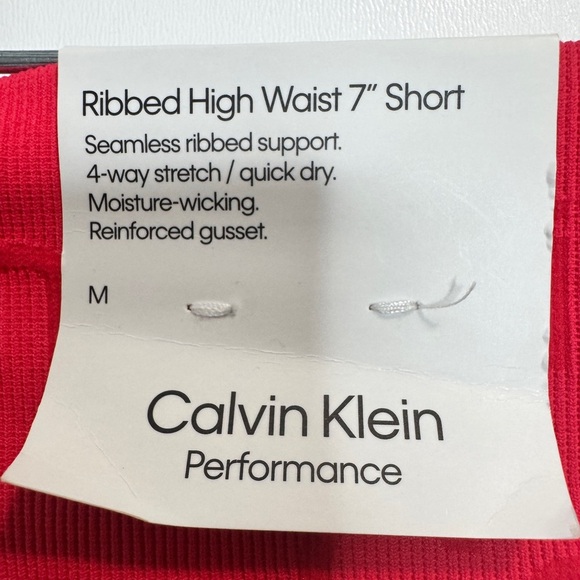 Ribbed High Waist 7” Short
Seamless ribbed support.
4-way stretch / quick dry.
Moisture-wicking.
Reinforced gusset.
M
Calvin Klein
Performance